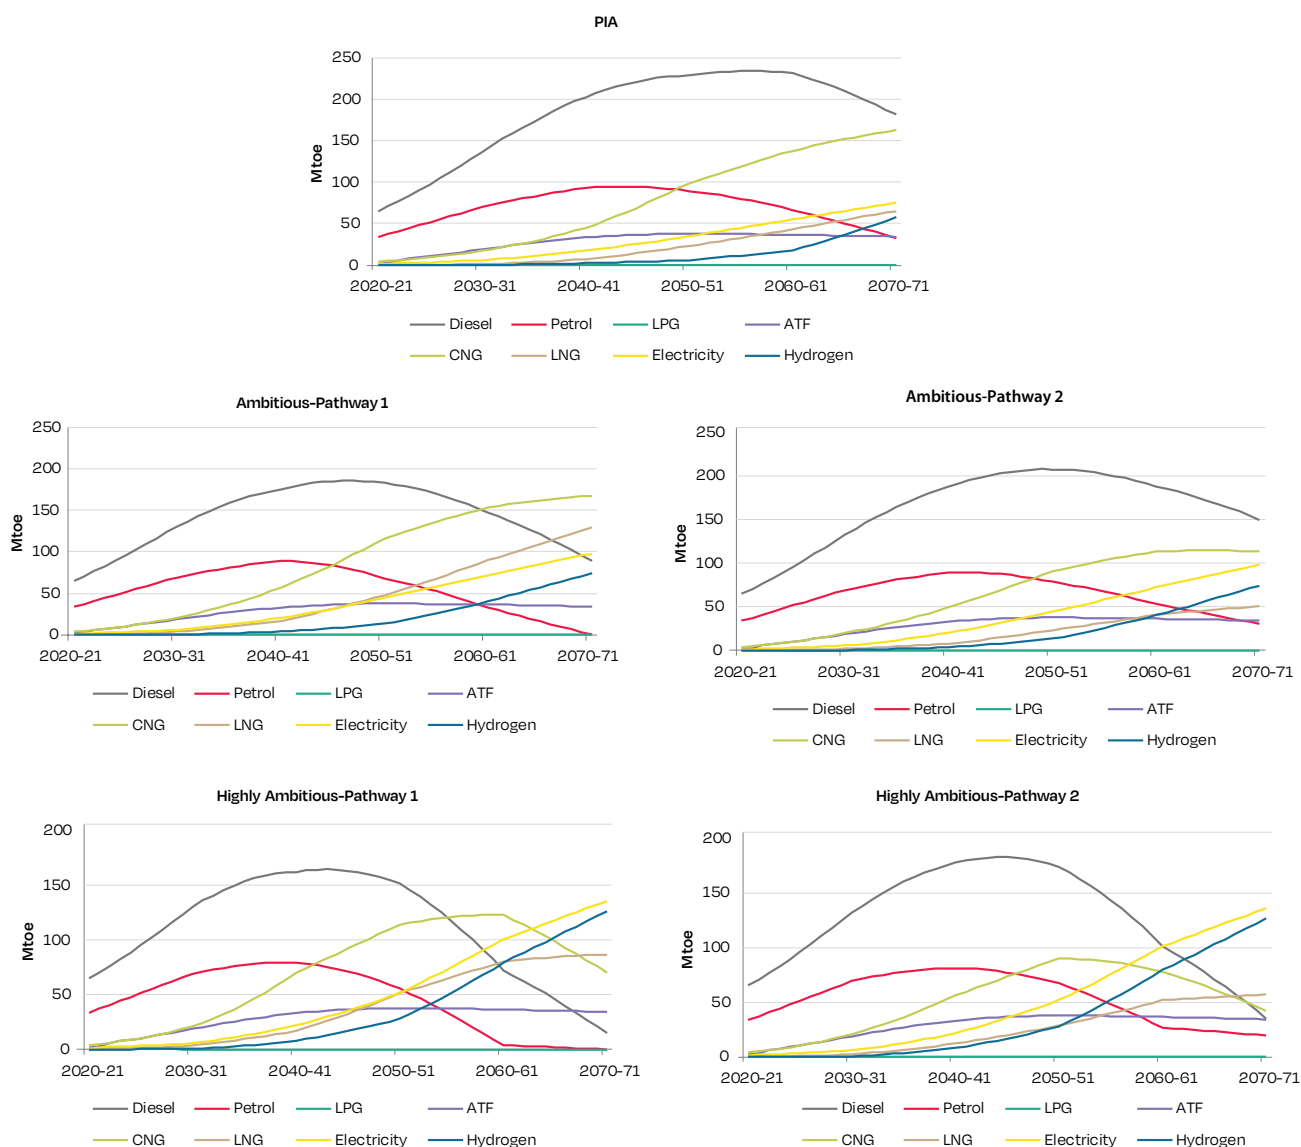 PIA
250
200
150
100
50
0
Mtoe
2020-21 2030-31 2040-41 2050-51 2060-61 2070-71
Diesel Petrol LPG ATF
CNG LNG Electricity Hydrogen
Ambitious-Pathway 1
250
200
150
100
50
0
Mtoe
2020-21 2030-31 2040-41 2050-51 2060-61 2070-71
Diesel Petrol LPG ATF
CNG LNG Electricity Hydrogen
Ambitious-Pathway 2
250
200
150
100
50
0
Mtoe
2020-21 2030-31 2040-41 2050-51 2060-61 2070-71
Diesel Petrol LPG ATF
CNG LNG Electricity Hydrogen
Highly Ambitious-Pathway 1
200
150
100
50
0
Mtoe
2020-21 2030-31 2040-41 2050-51 2060-61 2070-71
Diesel Petrol LPG ATF
CNG LNG Electricity Hydrogen
Highly Ambitious-Pathway 2
200
150
100
50
0
Mtoe
2020-21 2030-31 2040-41 2050-51 2060-61 2070-71
Diesel Petrol LPG ATF
CNG LNG Electricity Hydrogen